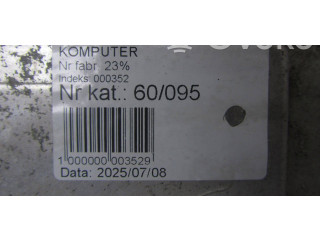 KOMPUTER
Nr fabr. 23%
Indeks: 000352
Nr kat.: 60/095
1 000000 003529
Data: 2025/07/08